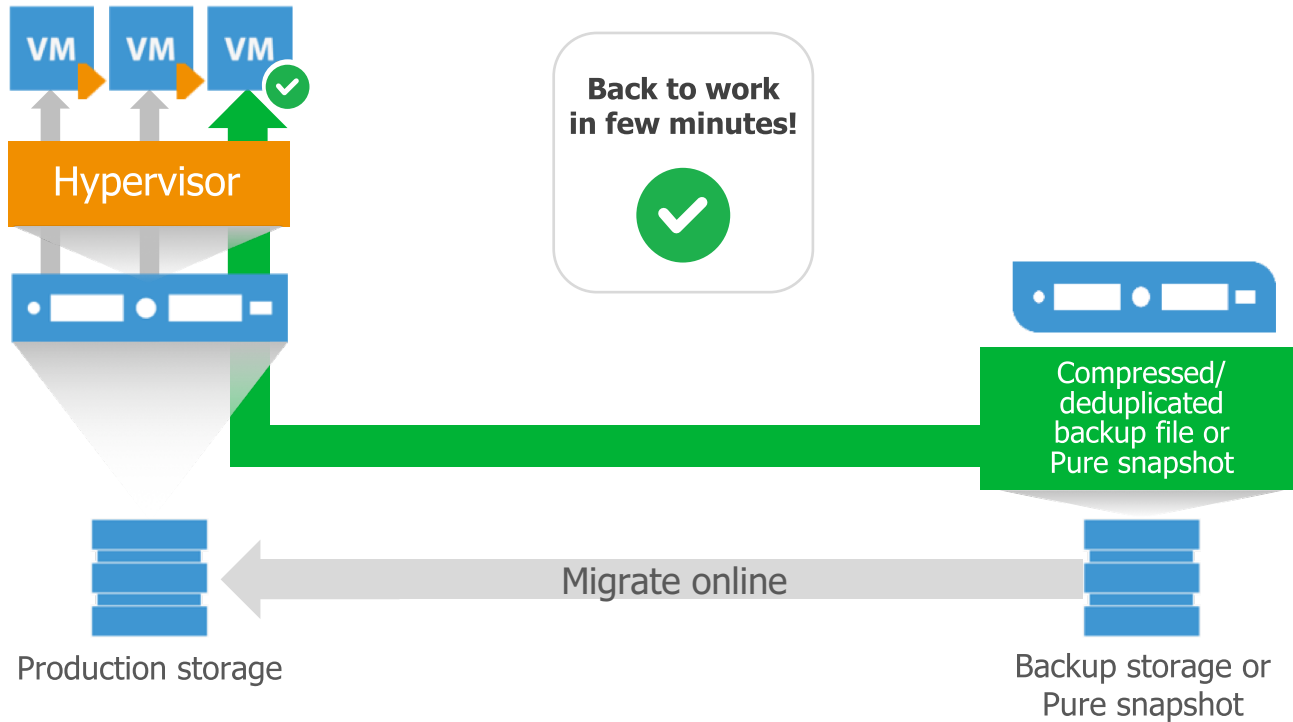 VM VM VM
Back to work
in few minutes!
Hypervisor
Compressed/
deduplicated
backup file or
Pure snapshot
Migrate online
Production storage
Backup storage or
Pure snapshot